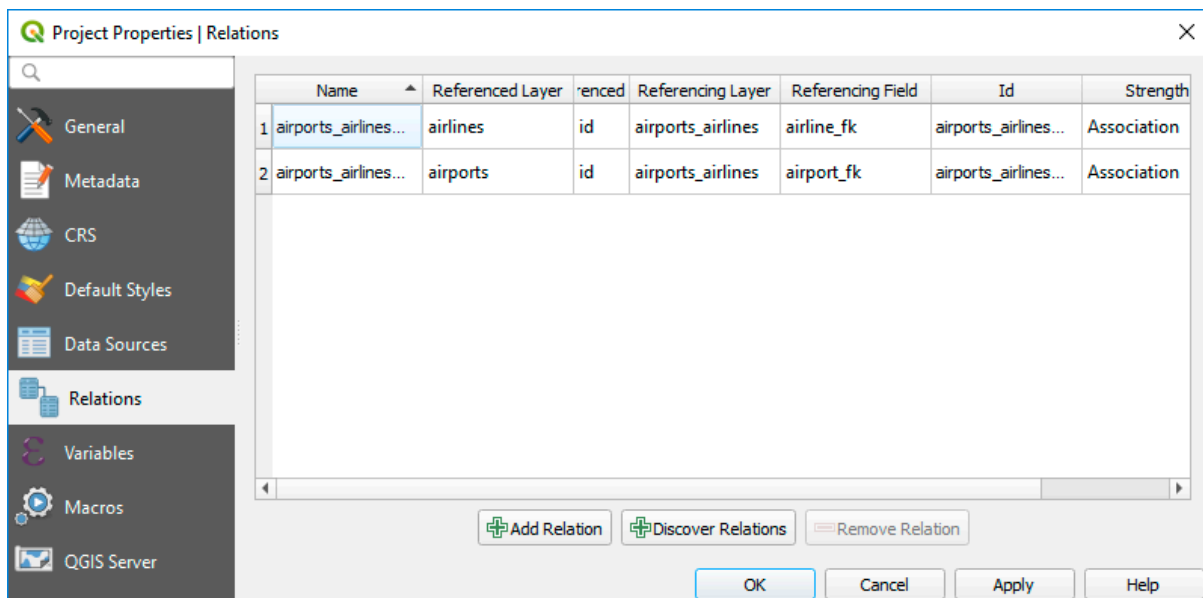 Project Properties | Relations
General
Metadata
CRS
Default Styles
Data Sources
Relations
Variables
Macros
QGIS Server
Name Referenced Layer renced Referencing Layer Referencing Field Id Strength
1 airports_airlines... airlines id airports_airlines airline_fk airports_airlines... Association
2 airports_airlines... airports id airports_airlines airport_fk airports_airlines... Association
Add Relation Discover Relations Remove Relation
OK Cancel Apply Help